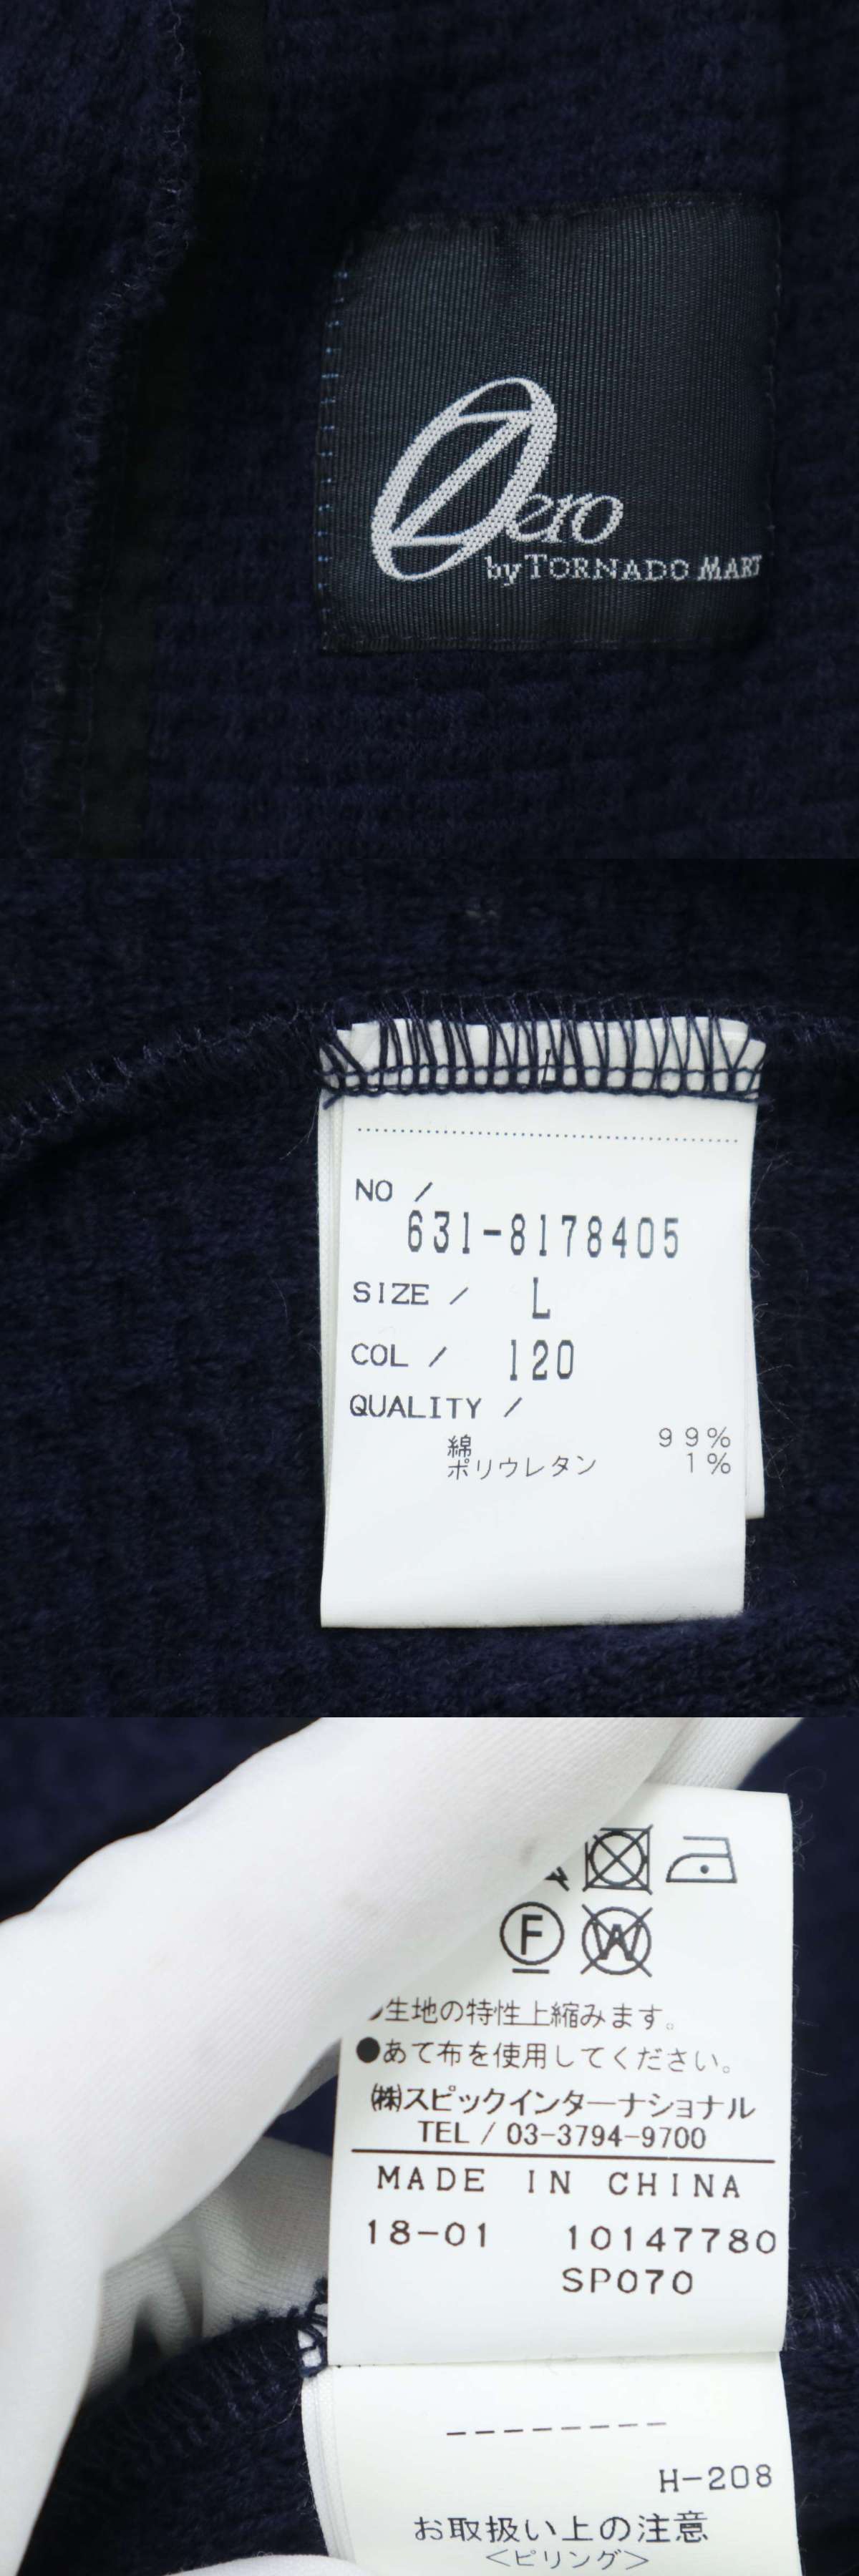 Zero
by TORNADO MART
NO /
631-8178405
SIZE / L
COL / 120
QUALITY /
綿 99%
ポリウレタン 1%
F W
生地の特性上縮みます。
●あて布を使用してください。
㈱スピックインターナショナル
TEL / 03-3794-9700
MADE IN CHINA
18-01 10147780
SP070
--------
H-208
お取扱い上の注意
<ピリング>